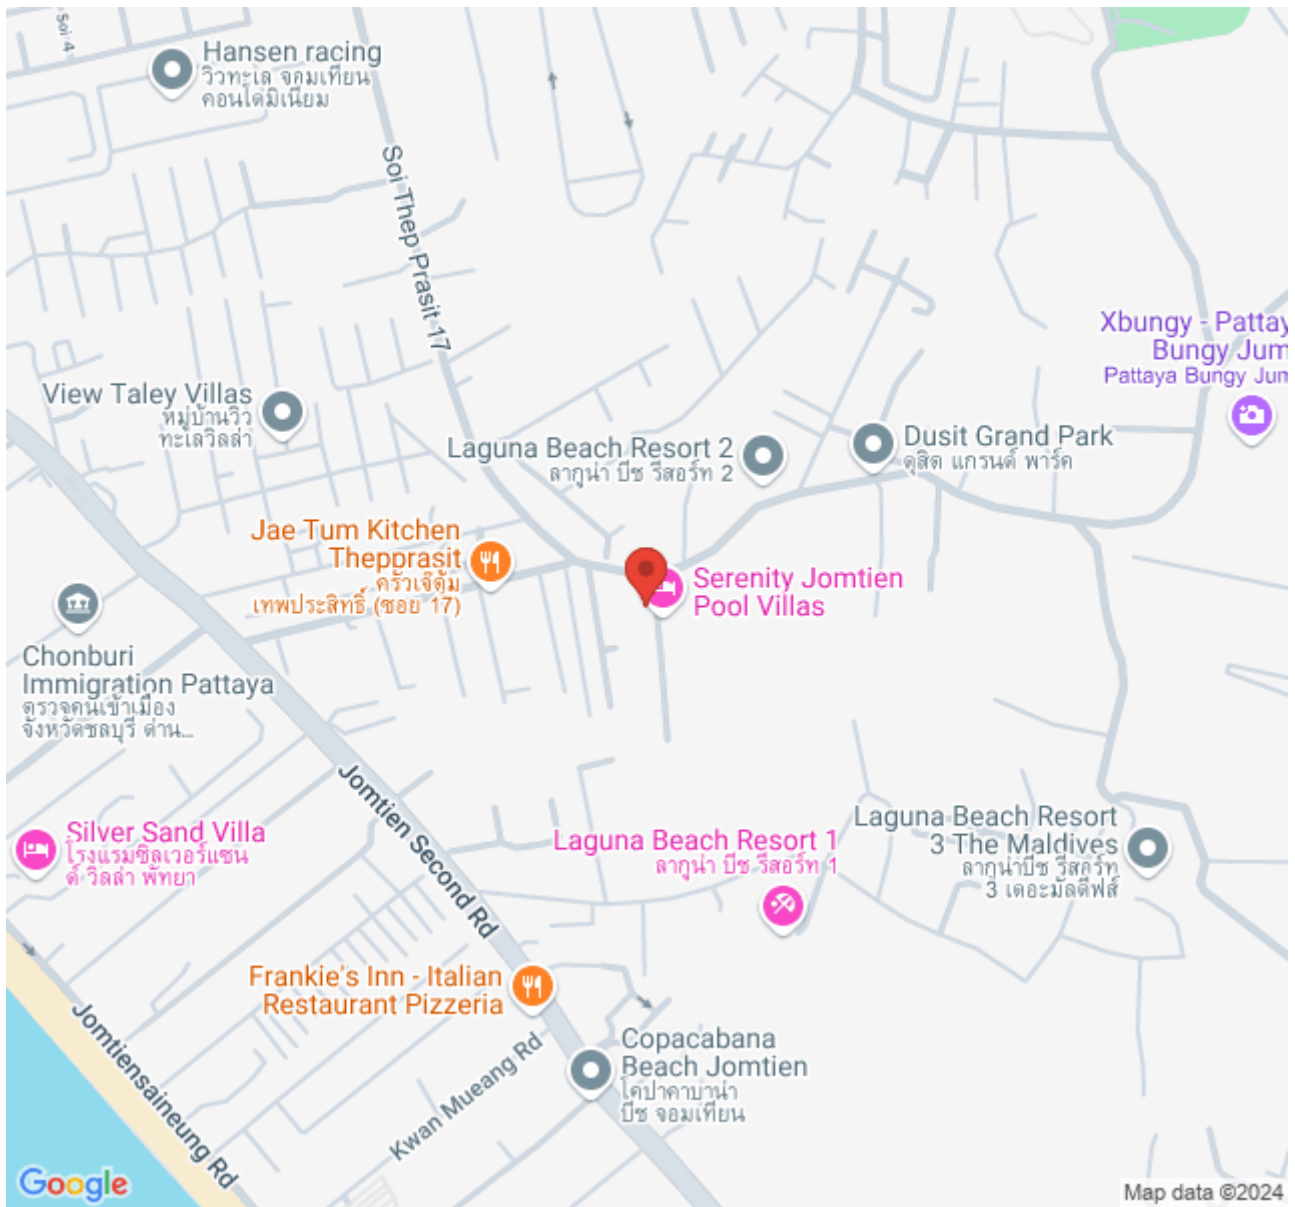 Soi 4
Hansen racing
วิวทะเล จอมเทียน
คอนโดมิเนียม
Soi Thep Prasit 17
Xbungy - Pattay
Bungy Jum
Pattaya Bungy Jum
View Taley Villas
หมู่บ้านวิว
ทะเลวิลล่า
Laguna Beach Resort 2
ลากูน่า บีช รีสอร์ท 2
Dusit Grand Park
ดุสิต แกรนด์ พาร์ค
Jae Tum Kitchen
Thepprasit
ครัวเจ๊ตุ้ม
เทพประสิทธิ์ (ซอย 17)
Serenity Jomtien
Pool Villas
Chonburi
Immigration Pattaya
ตรวจคนเข้าเมือง
จังหวัดชลบุรี ด่าน...
Jomtien Second Rd
Silver Sand Villa
โรงแรมซิลเวอร์แซน
ด์ วิลล่า พัทยา
Laguna Beach Resort 1
ลากูน่า บีช รีสอร์ท 1
Laguna Beach Resort
3 The Maldives
ลากูน่าบีช รีสอร์ท
3 เดอะมัลดีฟส์
Frankie's Inn - Italian
Restaurant Pizzeria
Jomtiensaineung Rd
Kwan Mueang Rd
Copacabana
Beach Jomtien
โคปาคาบาน่า
บีช จอมเทียน
Google
Map data ©2024